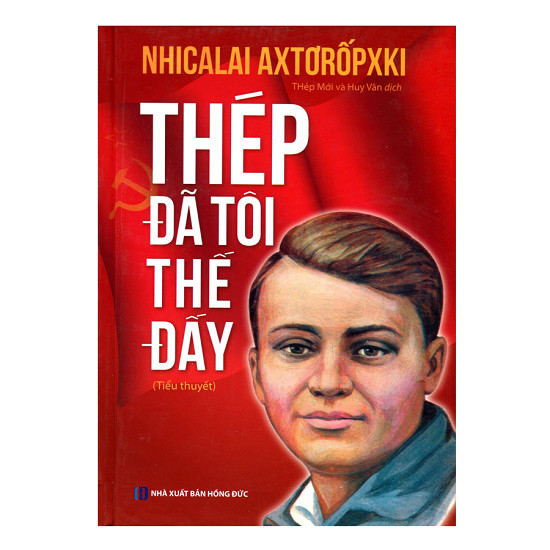 NHICALAI AXTƠRỐPXKI
THép Mới và Huy Vân dịch
THÉP
ĐÃ TÔI
THẾ
ĐẤY
(Tiểu thuyết)
NHÀ XUẤT BẢN HỒNG ĐỨC